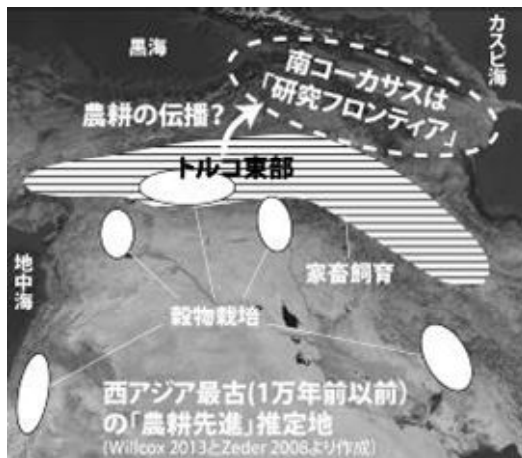 黒海
カスピ海
南コーカサスは
「研究フロンティア」
農耕の伝播?
トルコ東部
地中海
家畜飼育
穀物栽培
西アジア最古(1万年前以前)
の「農耕先進」推定地
(Willcox 2013とZeder 2008より作成)